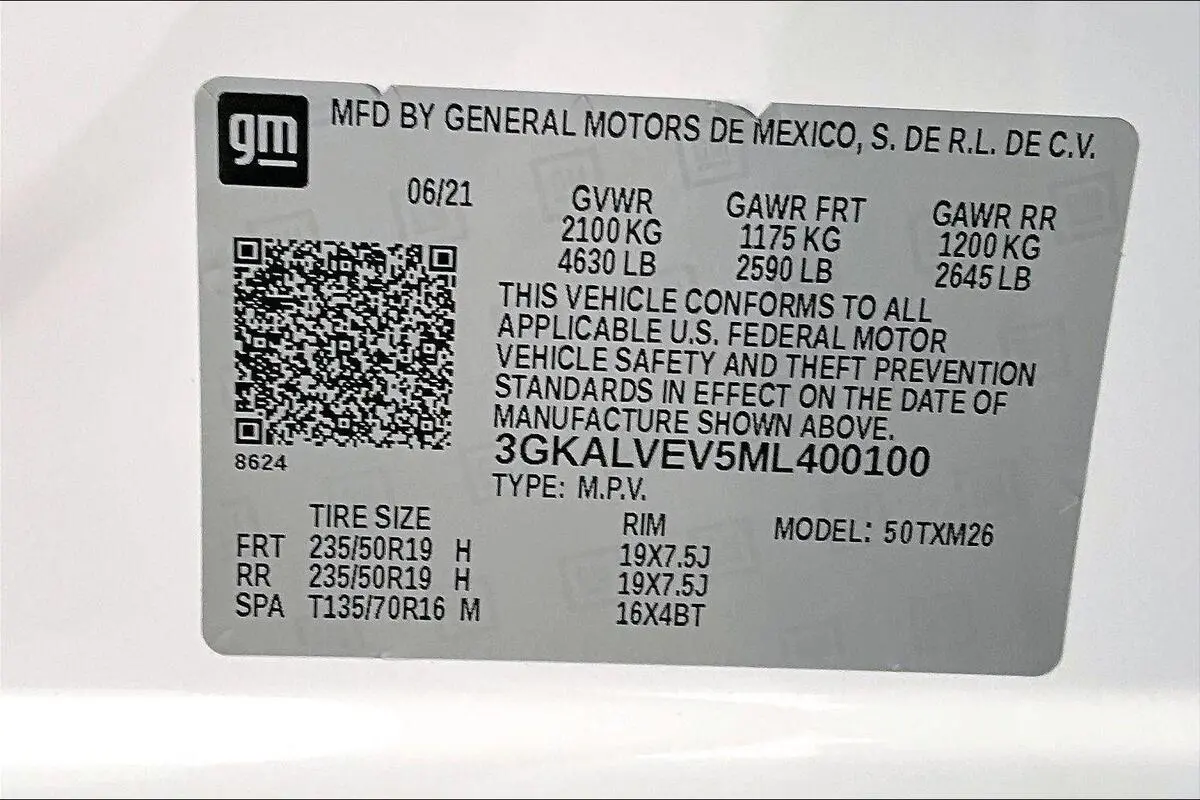 gm
MFD BY GENERAL MOTORS DE MEXICO, S. DE R.L. DE C.V.
06/21
GVWR GAWR FRT GAWR RR
2100 KG 1175 KG 1200 KG
4630 LB 2590 LB 2645 LB
THIS VEHICLE CONFORMS TO ALL
APPLICABLE U.S. FEDERAL MOTOR
VEHICLE SAFETY AND THEFT PREVENTION
STANDARDS IN EFFECT ON THE DATE OF
MANUFACTURE SHOWN ABOVE.
8624
3GKALVEV5ML400100
TYPE: M.P.V.
TIRE SIZE RIM MODEL: 50TXM26
FRT 235/50R19 H 19X7.5J
RR 235/50R19 H 19X7.5J
SPA T135/70R16 M 16X4BT